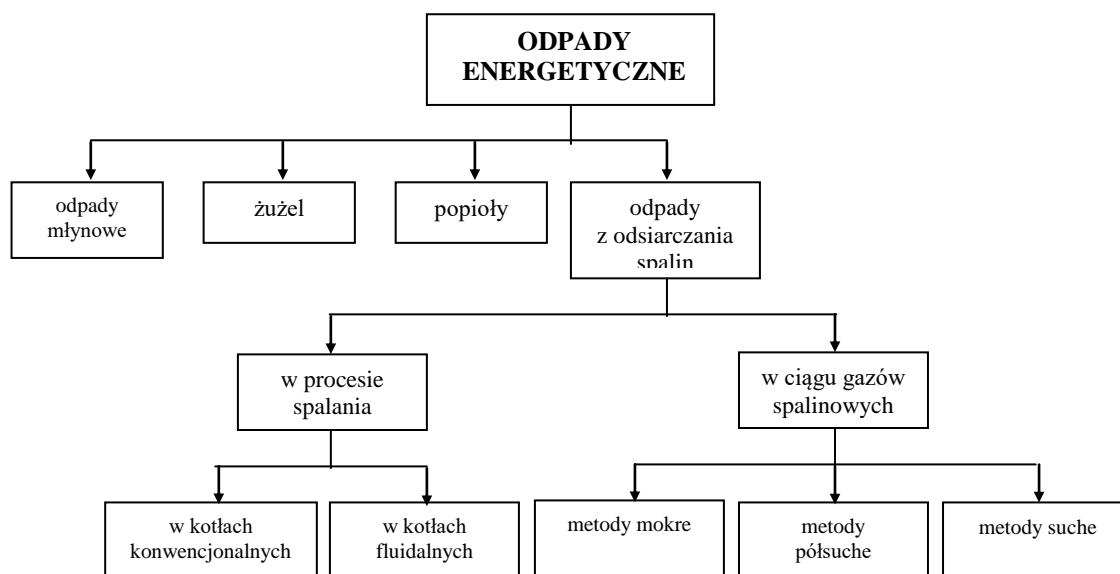 ODPADY
ENERGETYCZNE
odpady
młynowe
żużel
popioły
odpady
z odsiarczania
spalin
w procesie
spalania
w ciągu gazów
spalinowych
w kotłach
konwencjonalnych
w kotłach
fluidalnych
metody mokre
metody
półsuche
metody suche